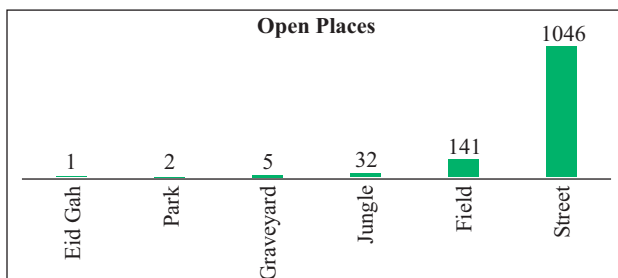 Open Places
1046
141
32
5
2
1
Eid Gah
Park
Graveyard
Jungle
Field
Street